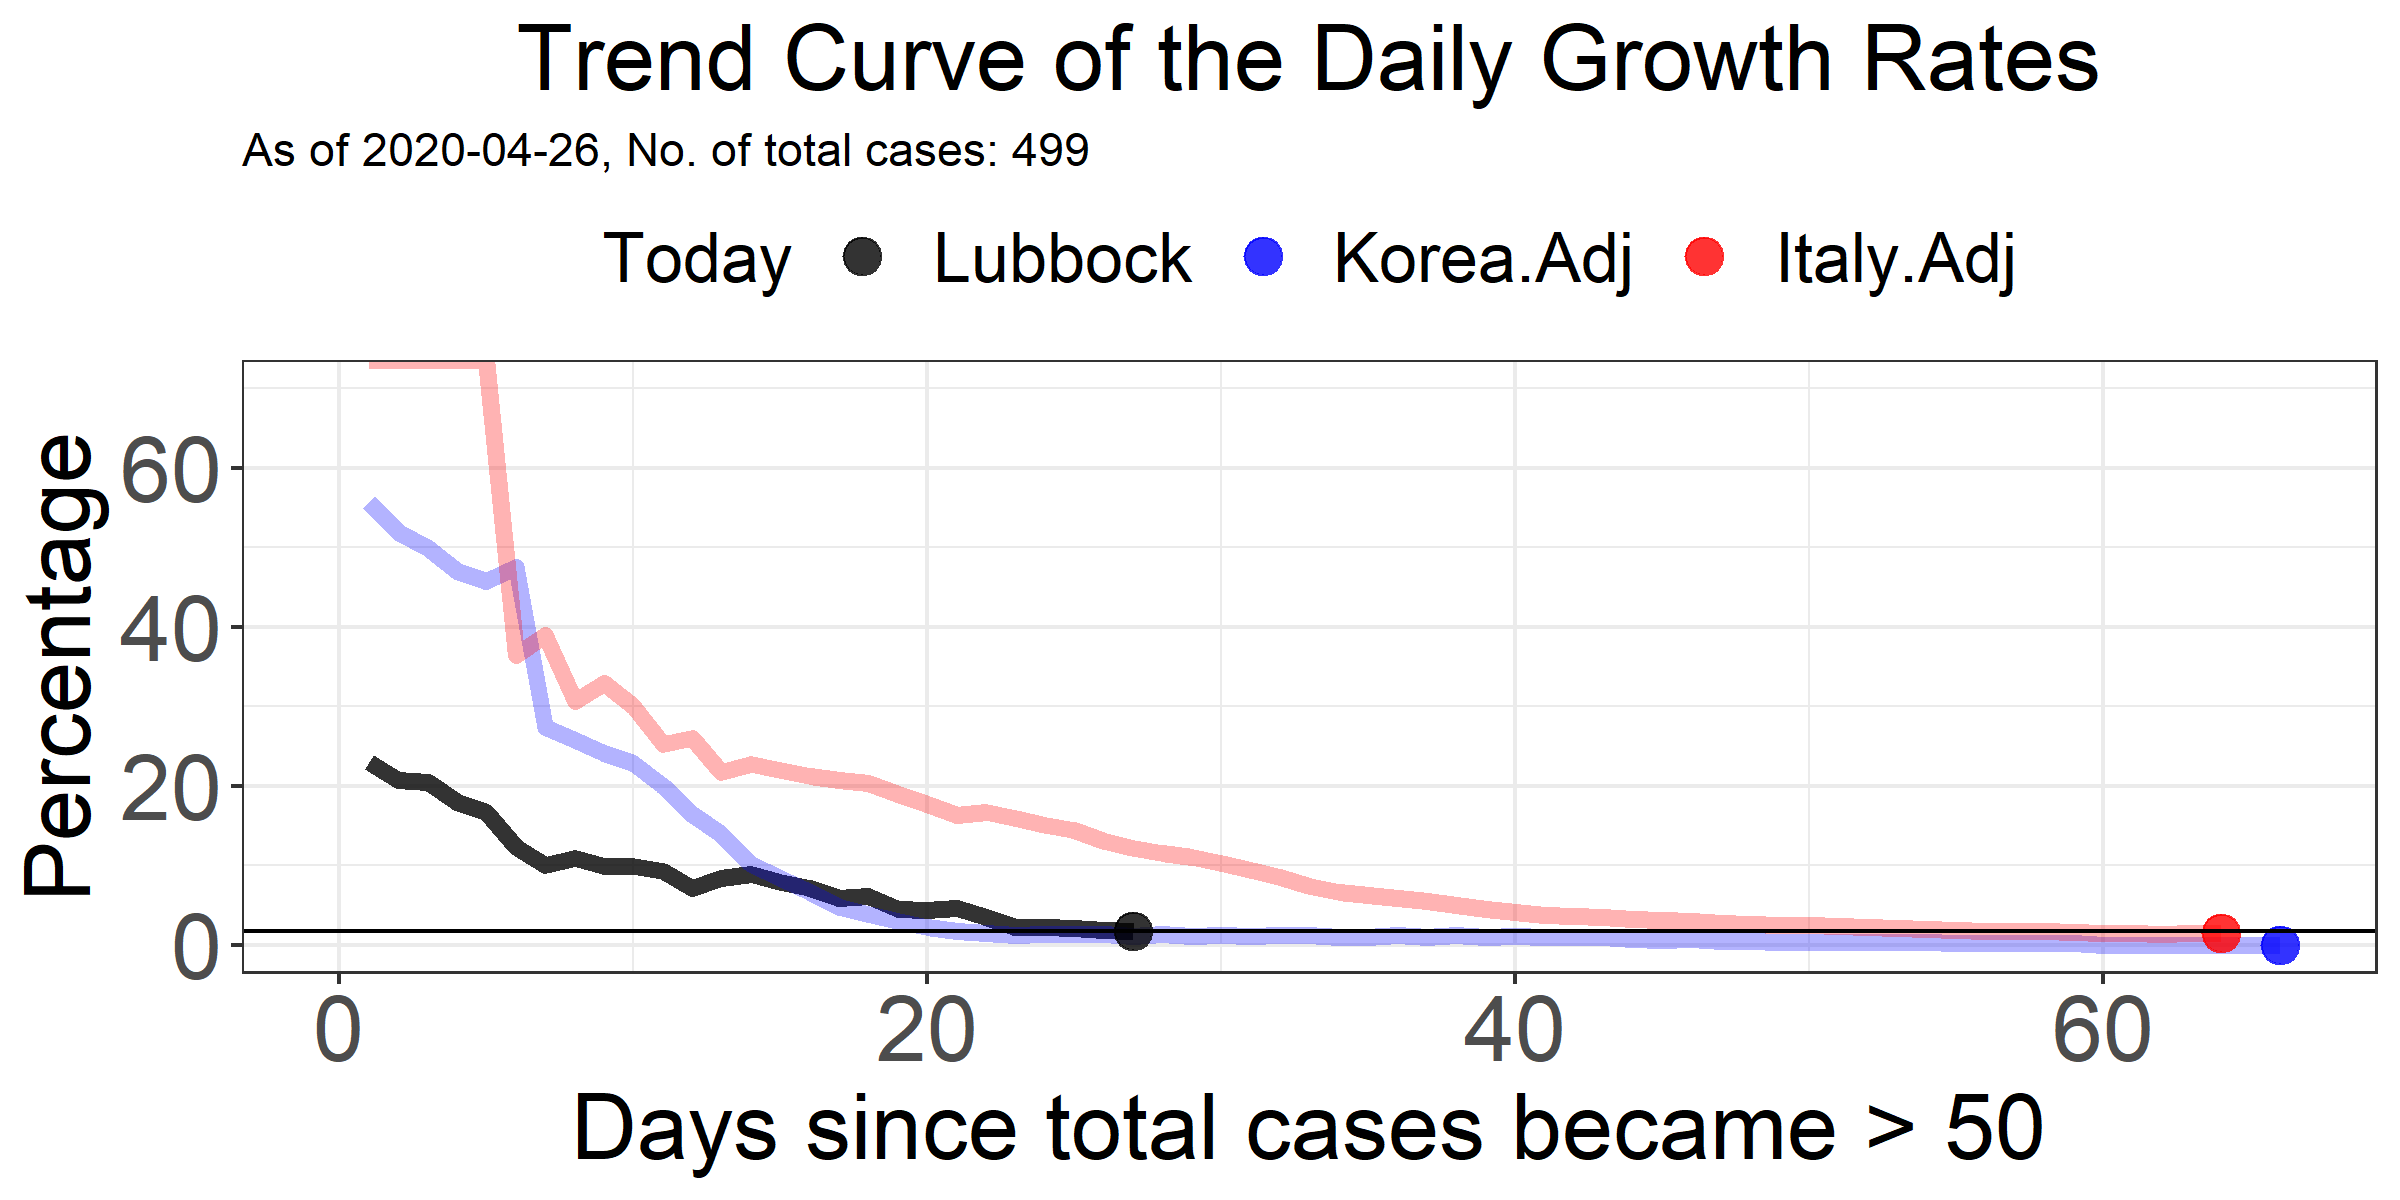 Trend Curve of the Daily Growth Rates
As of 2020-04-26, No. of total cases: 499
Today Lubbock Korea.Adj Italy.Adj
Percentage
60
40
20
0
0 20 40 60
Days since total cases became > 50